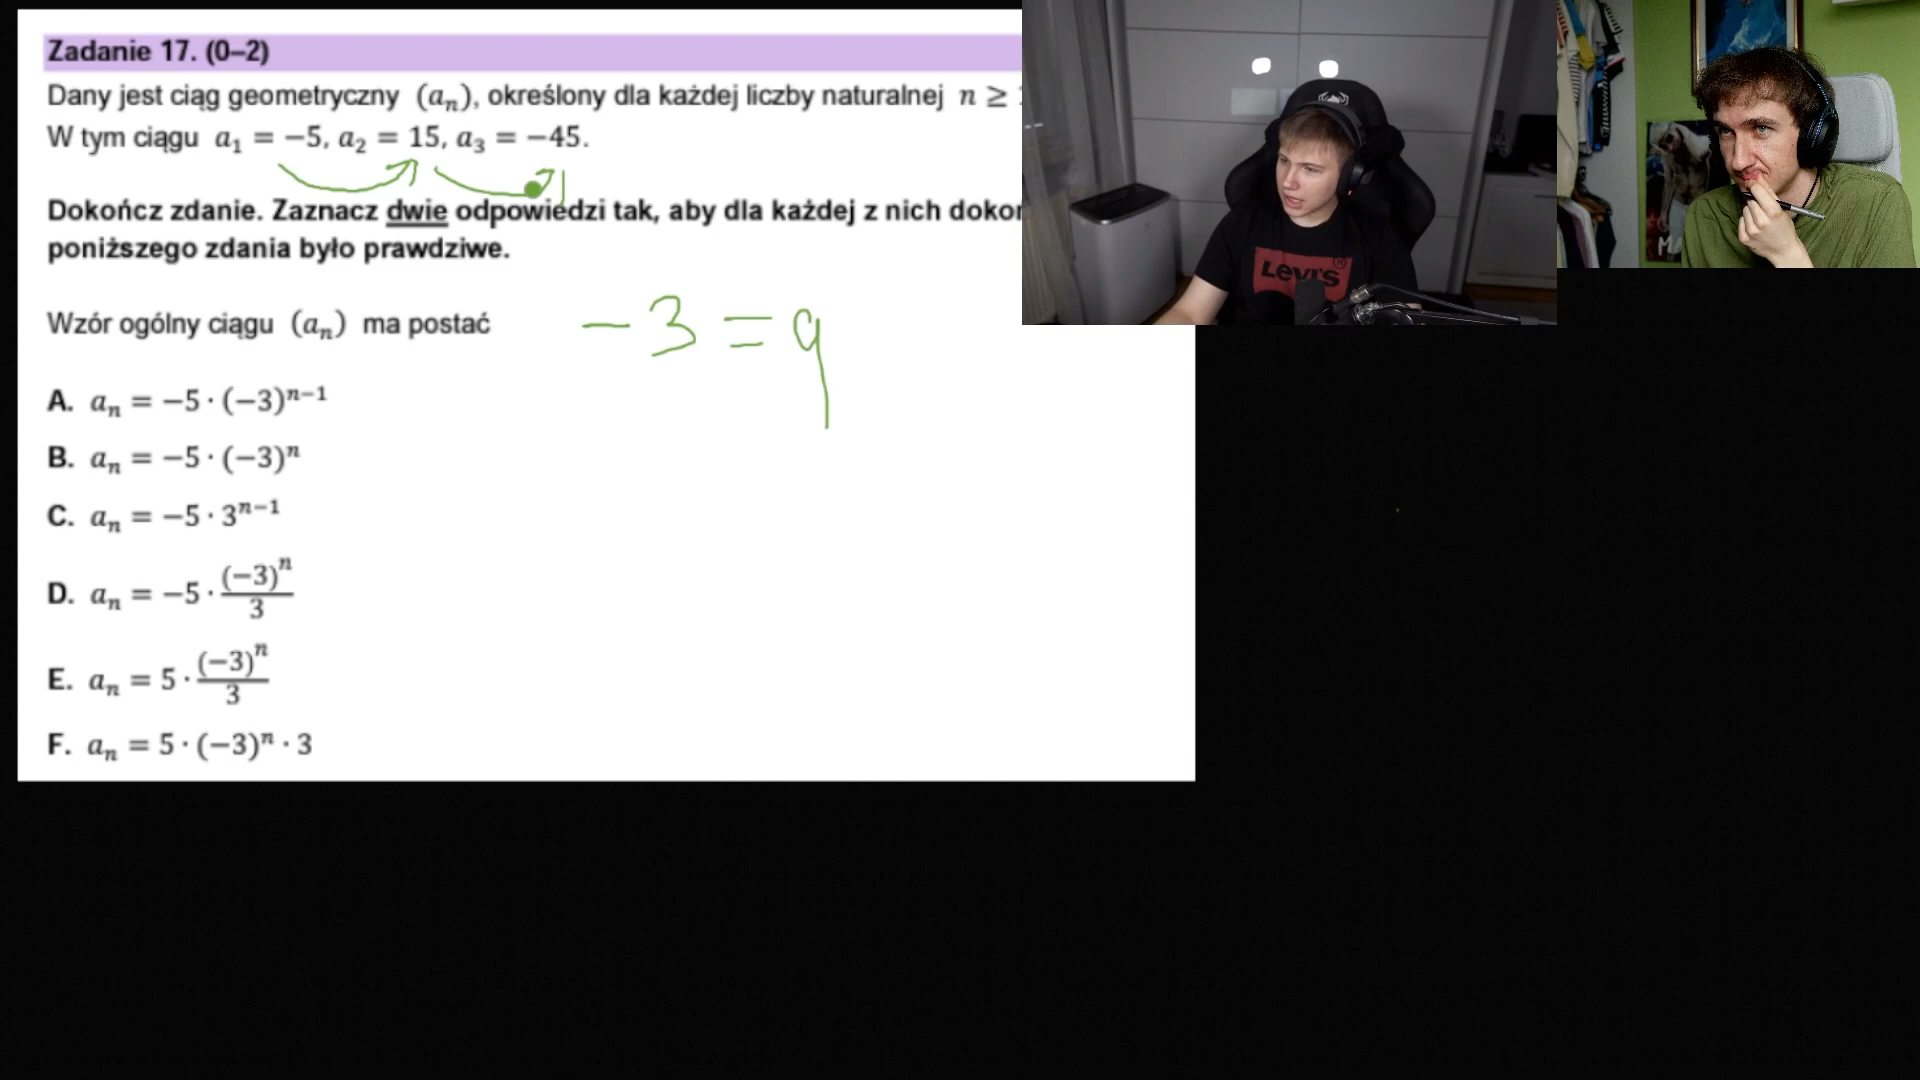 Zadanie 17. (0–2)
Dany jest ciąg geometryczny (aₙ), określony dla każdej liczby naturalnej n ≥
W tym ciągu a₁ = −5, a₂ = 15, a₃ = −45.
Dokończ zdanie. Zaznacz dwie odpowiedzi tak, aby dla każdej z nich
poniższego zdania było prawdziwe.
Wzór ogólny ciągu (aₙ) ma postać
−3 = q
A. aₙ = −5 · (−3)ⁿ⁻¹
B. aₙ = −5 · (−3)ⁿ
C. aₙ = −5 · 3ⁿ⁻¹
D. aₙ = −5 · (−3)ⁿ/3
E. aₙ = 5 · (−3)ⁿ/3
F. aₙ = 5 · (−3)ⁿ · 3
Levi's®